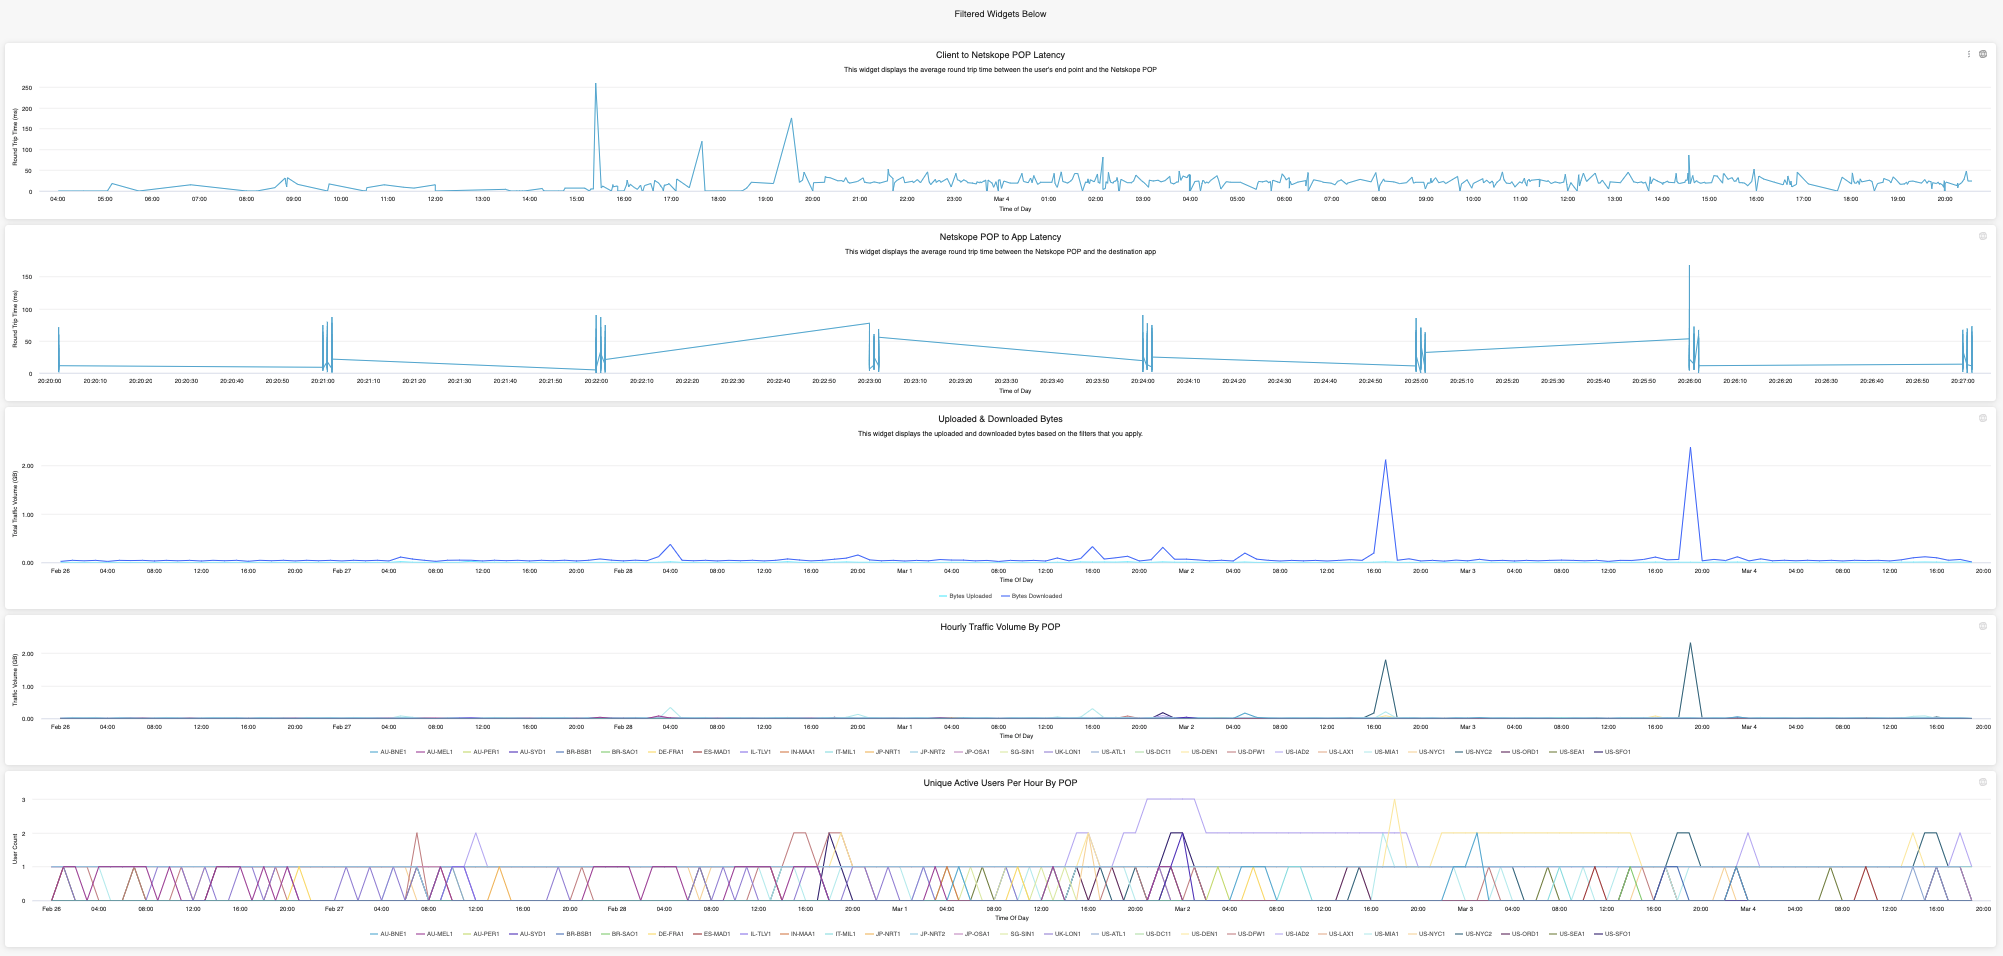 Filtered Widgets Below
Client to Netskope POP Latency
This widget displays the average round trip time between the user's end point and the Netskope POP
Round Trip Time (ms)
250
200
150
100
50
0
04:00 05:00 06:00 07:00 08:00 09:00 10:00 11:00 12:00 13:00 14:00 15:00 16:00 17:00 18:00 19:00 20:00 21:00 22:00 23:00 Mar 4 01:00 02:00 03:00 04:00 05:00 06:00 07:00 08:00 09:00 10:00 11:00 12:00 13:00 14:00 15:00 16:00 17:00 18:00 19:00 20:00
Time of Day
Netskope POP to App Latency
This widget displays the average round trip time between the Netskope POP and the destination app
Round Trip Time (ms)
150
100
50
0
20:20:00 20:20:10 20:20:20 20:20:30 20:20:40 20:20:50 20:21:00 20:21:10 20:21:20 20:21:30 20:21:40 20:21:50 20:22:00 20:22:10 20:22:20 20:22:30 20:22:40 20:22:50 20:23:00 20:23:10 20:23:20 20:23:30 20:23:40 20:23:50 20:24:00 20:24:10 20:24:20 20:24:30 20:24:40 20:24:50 20:25:00 20:25:10 20:25:20 20:25:30 20:25:40 20:25:50 20:26:00 20:26:10 20:26:20 20:26:30 20:26:40 20:26:50 20:27:00
Time of Day
Uploaded & Downloaded Bytes
This widget displays the uploaded and downloaded bytes based on the filters that you apply.
Total Traffic Volume (GB)
2.00
1.00
0.00
Feb 26 04:00 08:00 12:00 16:00 20:00 Feb 27 04:00 08:00 12:00 16:00 20:00 Feb 28 04:00 08:00 12:00 16:00 20:00 Mar 1 04:00 08:00 12:00 16:00 20:00 Mar 2 04:00 08:00 12:00 16:00 20:00 Mar 3 04:00 08:00 12:00 16:00 20:00 Mar 4 04:00 08:00 12:00 16:00 20:00
Time Of Day
Bytes Uploaded Bytes Downloaded
Hourly Traffic Volume By POP
Traffic Volume (GB)
2.00
1.00
0.00
Feb 26 04:00 08:00 12:00 16:00 20:00 Feb 27 04:00 08:00 12:00 16:00 20:00 Feb 28 04:00 08:00 12:00 16:00 20:00 Mar 1 04:00 08:00 12:00 16:00 20:00 Mar 2 04:00 08:00 12:00 16:00 20:00 Mar 3 04:00 08:00 12:00 16:00 20:00 Mar 4 04:00 08:00 12:00 16:00 20:00
Time Of Day
AU-BNE1 AU-MEL1 AU-PER1 AU-SYD1 BR-BSB1 BR-SAO1 DE-FRA1 ES-MAD1 IL-TLV1 IN-MAA1 IT-MIL1 JP-NRT1 JP-NRT2 JP-OSA1 SG-SIN1 UK-LON1 US-ATL1 US-DC11 US-DEN1 US-DFW1 US-IAD2 US-LAX1 US-MIA1 US-NYC1 US-NYC2 US-ORD1 US-SEA1 US-SFO1
Unique Active Users Per Hour By POP
User Count
3
2
1
0
Feb 26 04:00 08:00 12:00 16:00 20:00 Feb 27 04:00 08:00 12:00 16:00 20:00 Feb 28 04:00 08:00 12:00 16:00 20:00 Mar 1 04:00 08:00 12:00 16:00 20:00 Mar 2 04:00 08:00 12:00 16:00 20:00 Mar 3 04:00 08:00 12:00 16:00 20:00 Mar 4 04:00 08:00 12:00 16:00 20:00
Time Of Day
AU-BNE1 AU-MEL1 AU-PER1 AU-SYD1 BR-BSB1 BR-SAO1 DE-FRA1 ES-MAD1 IL-TLV1 IN-MAA1 IT-MIL1 JP-NRT1 JP-NRT2 JP-OSA1 SG-SIN1 UK-LON1 US-ATL1 US-DC11 US-DEN1 US-DFW1 US-IAD2 US-LAX1 US-MIA1 US-NYC1 US-NYC2 US-ORD1 US-SEA1 US-SFO1